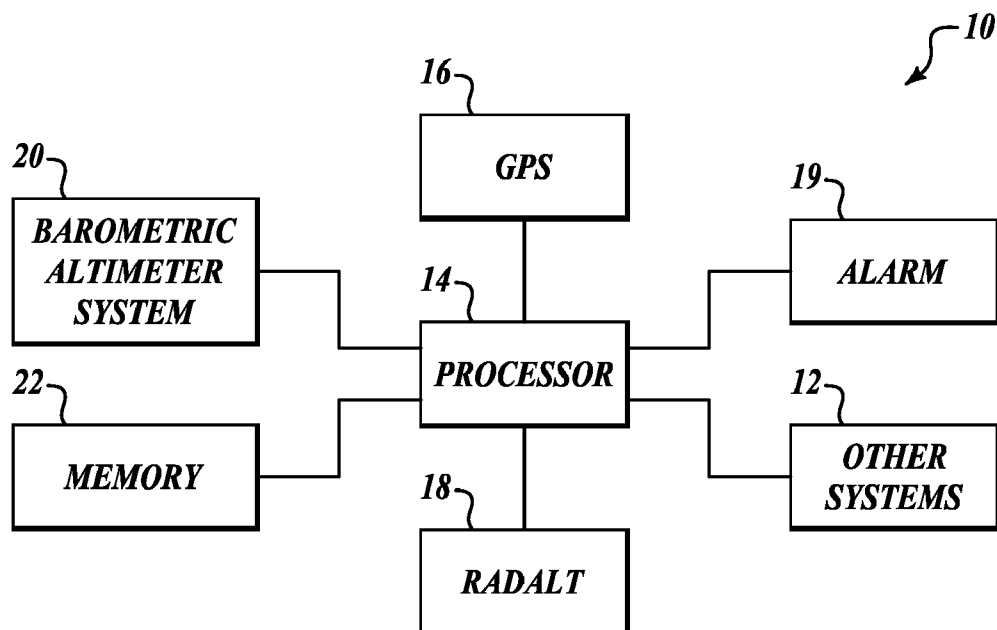 10
16
GPS
20
BAROMETRIC
ALTIMETER
SYSTEM
19
ALARM
14
PROCESSOR
22
MEMORY
12
OTHER
SYSTEMS
18
RADALT